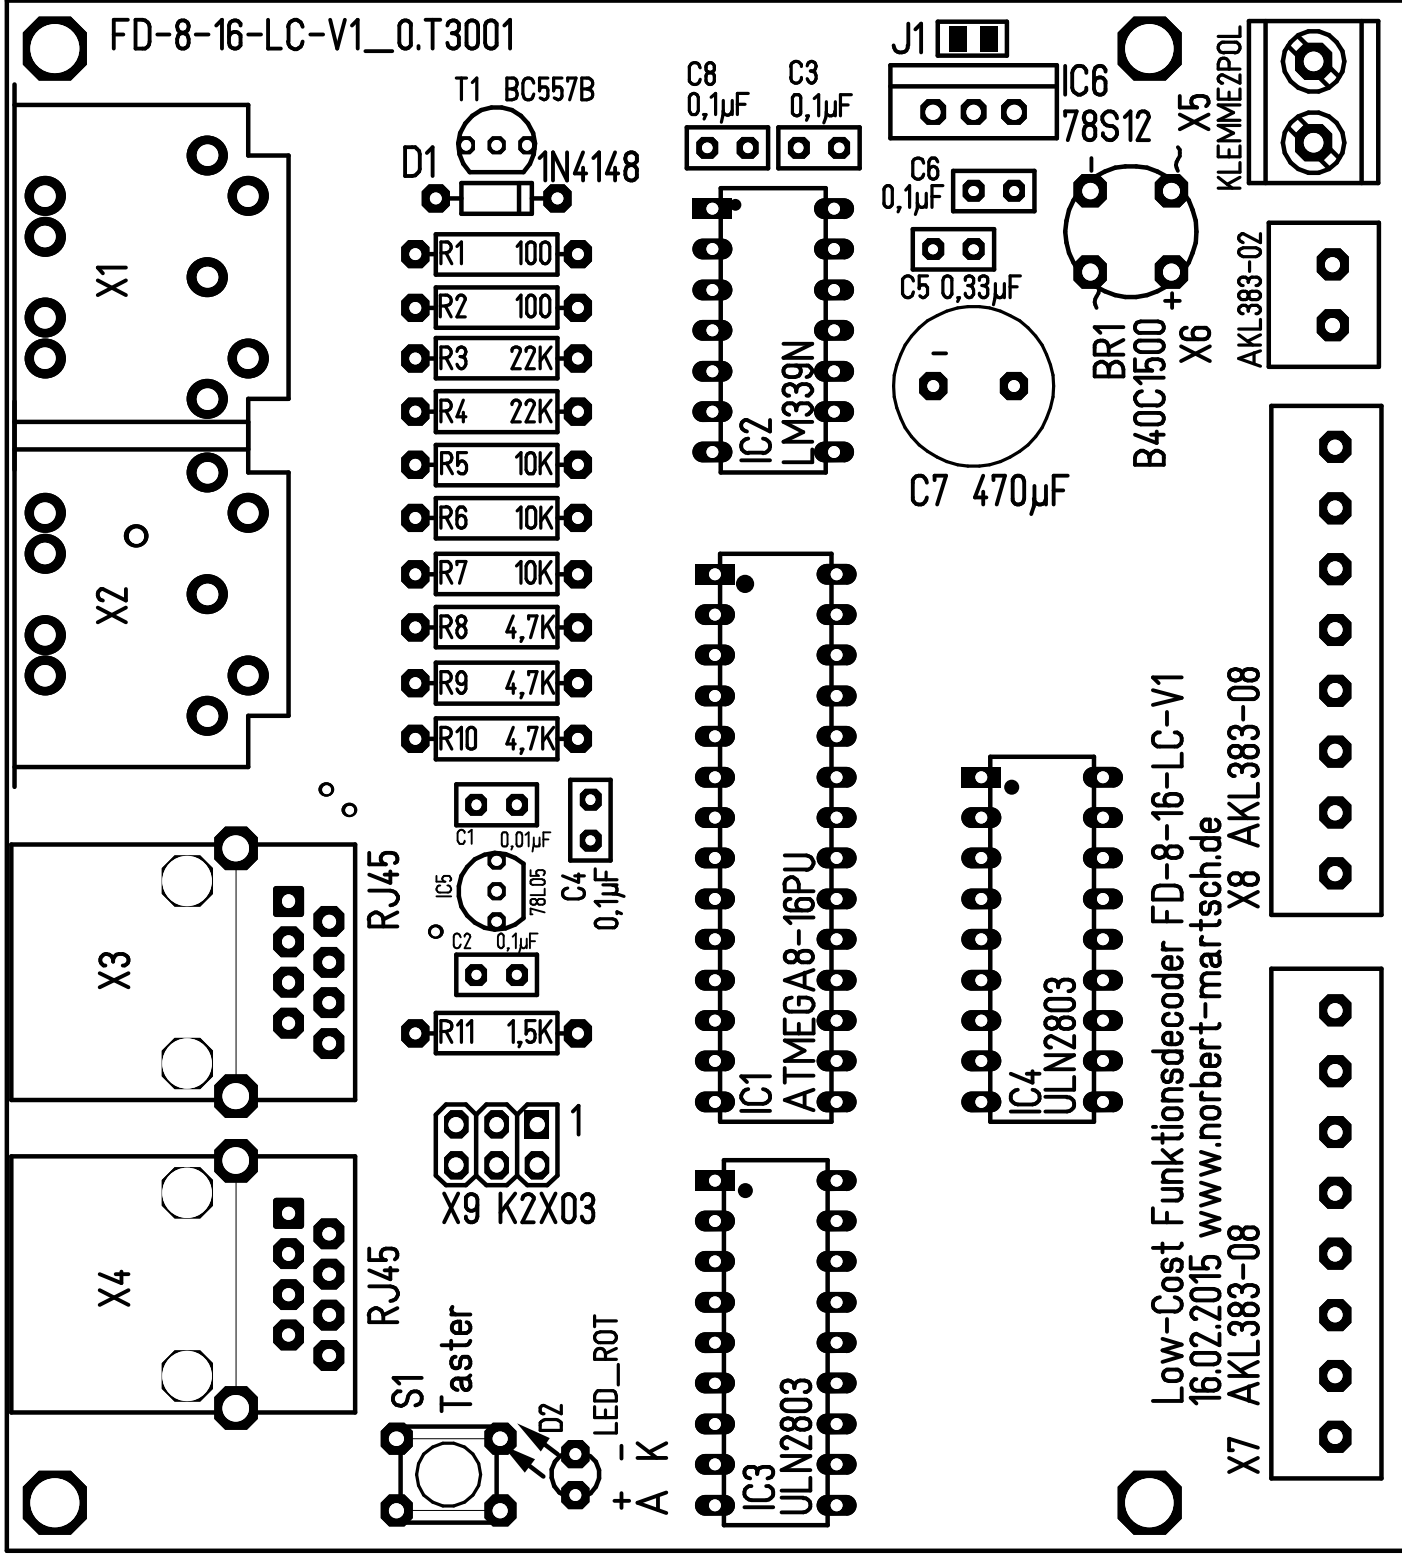 FD-8-16-LC-V1_0.T3001
J1
C8
0,1µF
C3
0,1µF
IC6
78S12
X5
KLEMME2POL
T1 BC557B
D1
1N4148
C6
0,1µF
-
~
C5 0,33µF
~
+
BR1
B40C1500
X6
AKL383-02
X1
R1 100
R2 100
R3 22K
R4 22K
R5 10K
R6 10K
R7 10K
R8 4,7K
R9 4,7K
R10 4,7K
IC2
LM339N
-
C7 470µF
X2
C1 0,01µF
IC5
78L05
C4
0,1µF
C2 0,1µF
R11 1,5K
X3
RJ45
IC1
ATMEGA8-16PU
IC4
ULN2803
X8 AKL383-08
Low-Cost Funktionsdecoder FD-8-16-LC-V1
16.02.2015 www.norbert-martsch.de
1
X9 K2X03
X4
RJ45
S1
Taster
D2
LED_ROT
- K
+ A
IC3
ULN2803
X7 AKL383-08